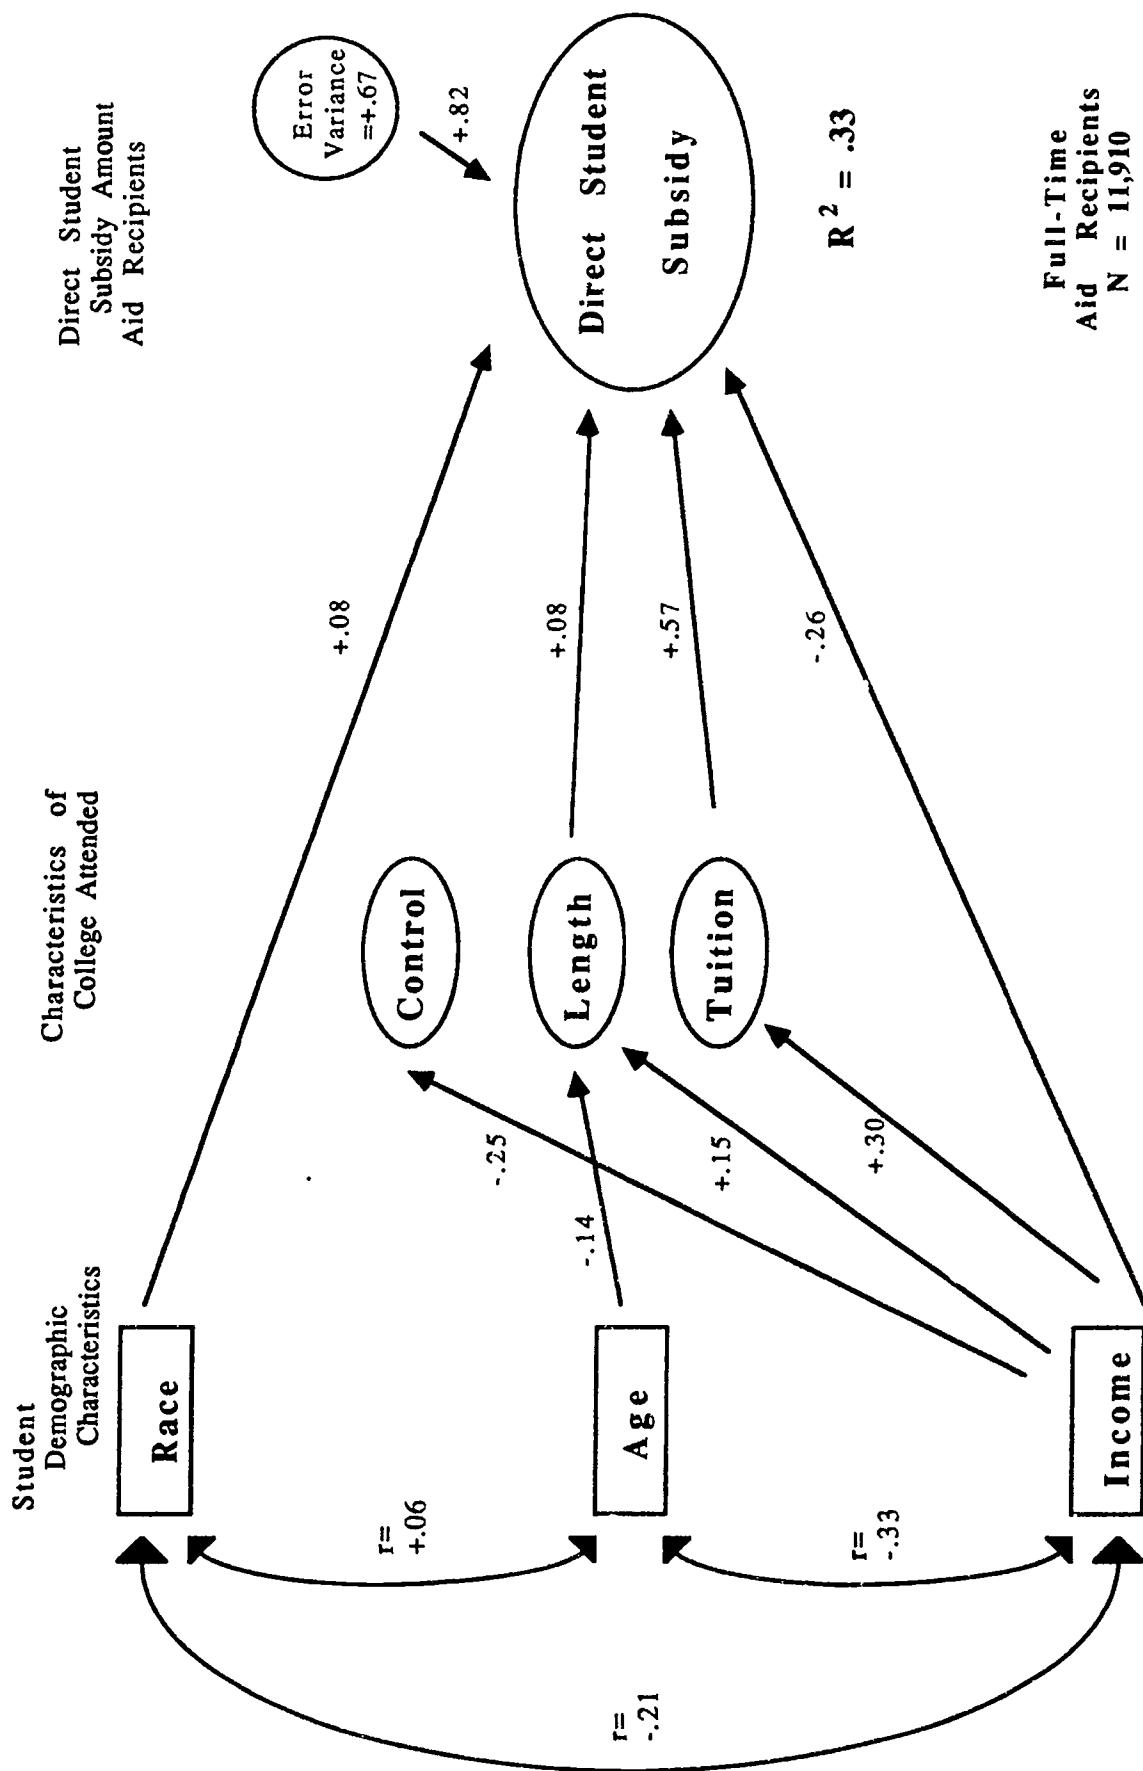 Student
Demographic
Characteristics
Characteristics of
College Attended
Direct Student
Subsidy Amount
Aid Recipients
Race
Age
Income
r=
+.06
r=
-.33
r=
-.21
Control
Length
Tuition
-.25
-.14
+.15
+.30
+.08
+.08
+.57
-.26
Error
Variance
=+.67
+.82
Direct Student
Subsidy
R² = .33
Full-Time
Aid Recipients
N = 11,910